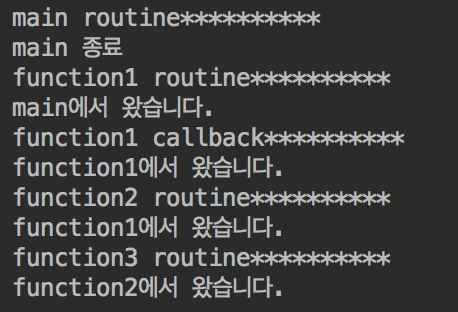 main routine**********
main 종료
function1 routine**********
main에서 왔습니다.
function1 callback**********
function1에서 왔습니다.
function2 routine**********
function1에서 왔습니다.
function3 routine**********
function2에서 왔습니다.